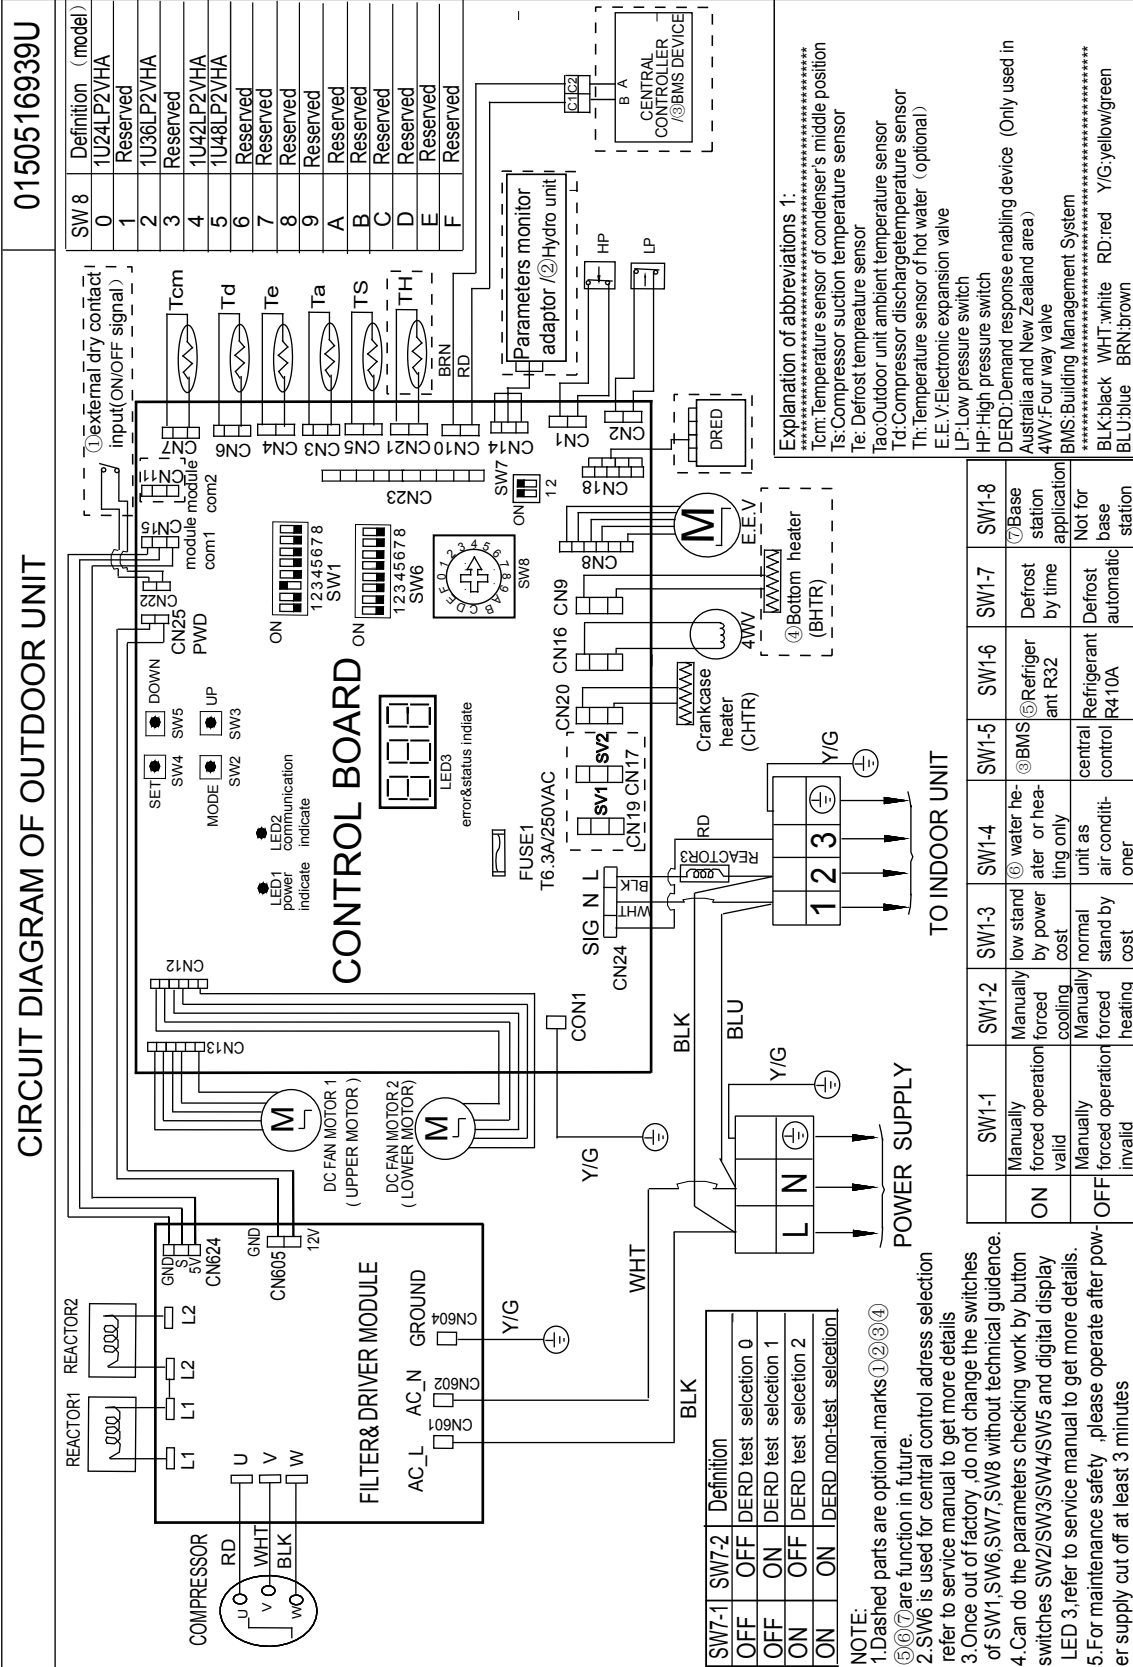 CIRCUIT DIAGRAM OF OUTDOOR UNIT
0150516939U
REACTOR1
REACTOR2
L1
L1
L2
L2
COMPRESSOR
RD
WHT
BLK
U
V
W
U
V
W
GND
S
5V
CN624
GND
CN605
12V
FILTER& DRIVER MODULE
AC_L
AC_N
GROUND
CN601
CN602
CN604
Y/G
BLK
WHT
DC FAN MOTOR 1
( UPPER MOTOR )
DC FAN MOTOR 2
( LOWER MOTOR)
M
M
CN13
CN12
CON1
Y/G
CONTROL BOARD
LED1
power
indicate
LED2
communication
indicate
SET
SW4
DOWN
SW5
MODE
SW2
UP
SW3
LED3
error&status indiate
FUSE1
T6.3A/250VAC
CN25
PWD
CN22
CN15
module
com1
CN11
module
com2
①external dry contact
input(ON/OFF signal)
ON
12345678
SW1
ON
12345678
SW6
0123456789ABCDEF
SW8
CN23
SW7
ON
1 2
CN7
CN6
CN4
CN3
CN5
CN21
CN10
CN14
CN1
CN2
CN18
CN8
CN9
CN16
CN20
Tcm
Td
Te
Ta
TS
TH
BRN
RD
Parameters monitor
adaptor /②Hydro unit
HP
LP
DRED
M
E.E.V
④Bottom heater
(BHTR)
4WV
Crankcase
heater
(CHTR)
SV1
SV2
CN19 CN17
SIG N L
CN24
WHT
BLK
REACTOR3
RD
Y/G
1 2 3
TO INDOOR UNIT
BLK
BLU
Y/G
L N
POWER SUPPLY
C1 C2
B A
CENTRAL
CONTROLLER
/③BMS DEVICE
SW 8 Definition （model）
0 1U24LP2VHA
1 Reserved
2 1U36LP2VHA
3 Reserved
4 1U42LP2VHA
5 1U48LP2VHA
6 Reserved
7 Reserved
8 Reserved
9 Reserved
A Reserved
B Reserved
C Reserved
D Reserved
E Reserved
F Reserved
Explanation of abbreviations 1:
Tcm:Temperature sensor of condenser's middle position
Ts:Compressor suction temperature sensor
Te: Defrost tempreature sensor
Tao:Outdoor unit ambient temperature sensor
Td:Compressor dischargetemperature sensor
Th:Temperature sensor of hot water（optional）
E.E.V:Electronic expansion valve
LP:Low pressure switch
HP:High pressure switch
DERD:Demand response enabling device (Only used in
Australia and New Zealand area)
4WV:Four way valve
BMS:Building Management System
BLK:black WHT:white RD:red Y/G:yellow/green
BLU:blue BRN:brown
SW1-1 SW1-2 SW1-3 SW1-4 SW1-5 SW1-6 SW1-7 SW1-8
ON
Manually
forced operation
valid
Manually
forced
cooling
low stand
by power
cost
⑥ water he-
ater or hea-
ting only
③BMS
⑤Refriger
ant R32
Defrost
by time
⑦Base
station
application
OFF
Manually
forced operation
invalid
Manually
forced
heating
normal
stand by
cost
unit as
air conditi-
oner
central
control
Refrigerant
R410A
Defrost
automatic
Not for
base
station
SW7-1 SW7-2 Definition
OFF OFF DERD test selcetion 0
OFF ON DERD test selcetion 1
ON OFF DERD test selcetion 2
ON ON DERD non-test selcetion
NOTE:
1.Dashed parts are optional.marks①②③④
⑤⑥⑦are function in future.
2.SW6 is used for central control adress selection
refer to service manual to get more details
3.Once out of factory ,do not change the switches
of SW1,SW6,SW7,SW8 without technical guidence.
4.Can do the parameters checking work by button
switches SW2/SW3/SW4/SW5 and digital display
LED 3,refer to service manual to get more details.
5.For maintenance safety ,please operate after pow-
er supply cut off at least 3 minutes